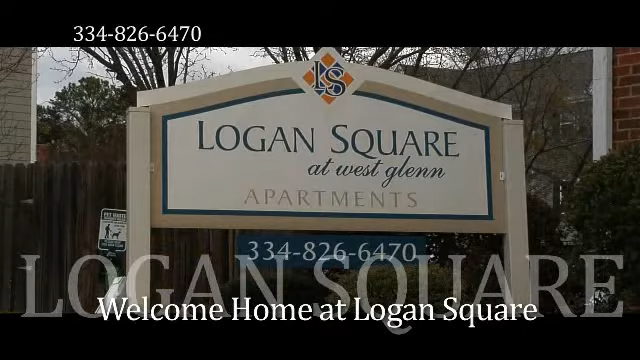 334-826-6470
LS
LOGAN SQUARE
at west glenn
APARTMENTS
334-826-6470
LOGAN SQUARE
Welcome Home at Logan Square